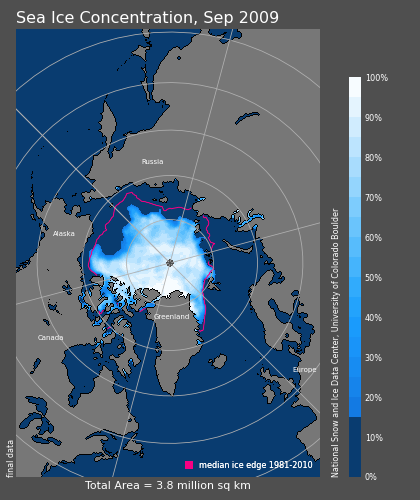 Sea Ice Concentration, Sep 2009
Russia
Alaska
Greenland
Canada
Europe
median ice edge 1981-2010
Total Area = 3.8 million sq km
final data
National Snow and Ice Data Center, University of Colorado Boulder
100%
90%
80%
70%
60%
50%
40%
30%
20%
10%
0%